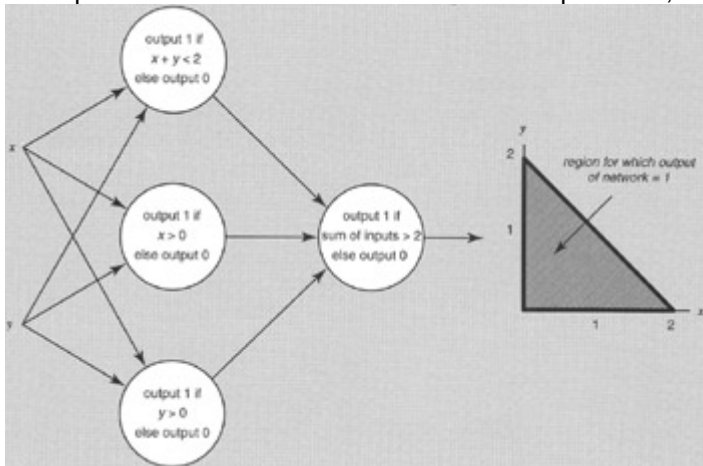 output 1 if
x + y < 2
else output 0
x
output 1 if
x > 0
else output 0
output 1 if
sum of inputs > 2
else output 0
y
output 1 if
y > 0
else output 0
y
2
region for which output
of network = 1
1
1
2
x